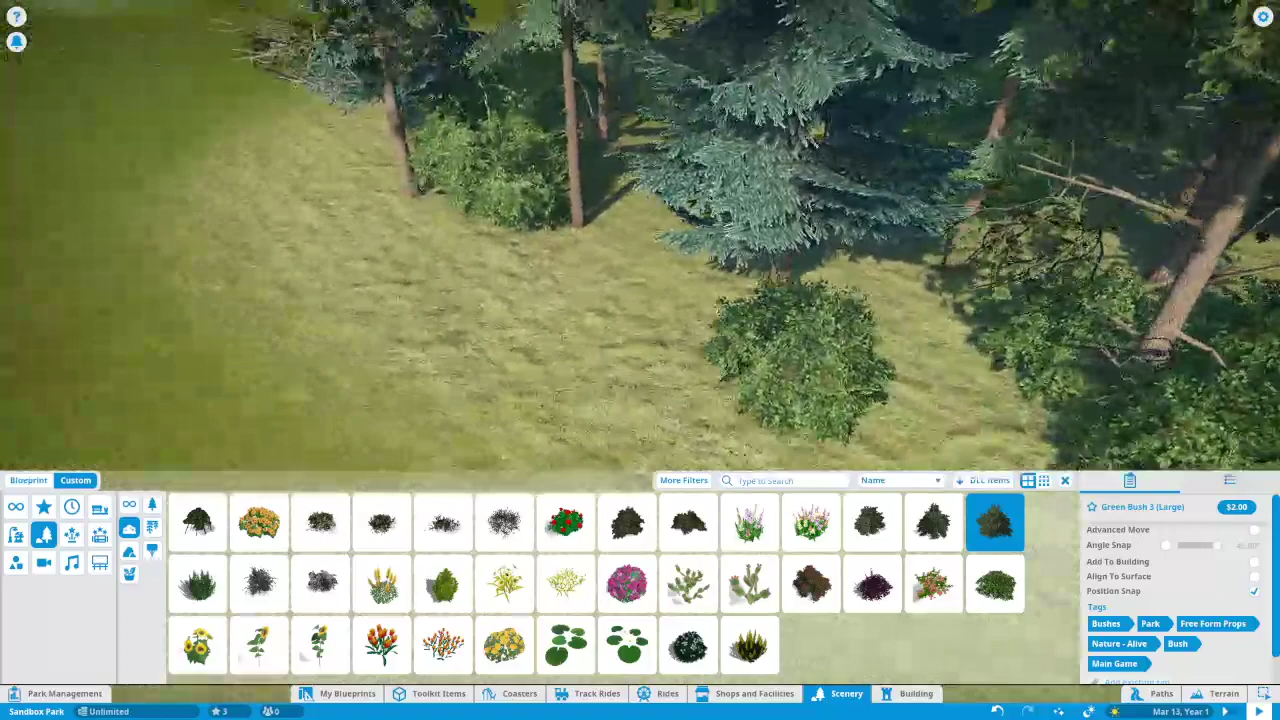 ?
Blueprint Custom
More Filters Type to Search Name DLC Items
Green Bush 3 (Large) $2.00
Advanced Move
Angle Snap
Add To Building
Align To Surface
Position Snap
Tags
Bushes Park Free Form Props
Nature - Alive Bush
Main Game
Add existing tag
Park Management My Blueprints Toolkit Items Coasters Track Rides Rides Shops and Facilities Scenery Building Paths Terrain
Sandbox Park Unlimited 3 0 Mar 13, Year 1